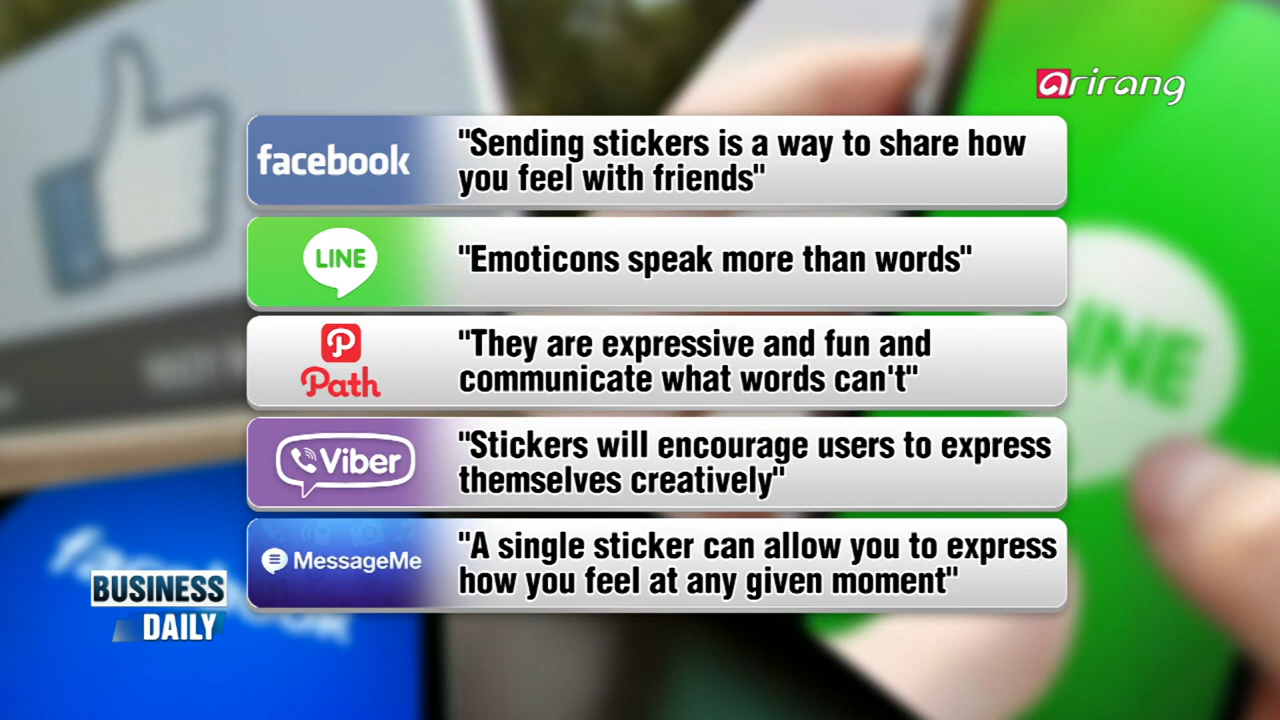 arirang
facebook
"Sending stickers is a way to share how
you feel with friends"
LINE
"Emoticons speak more than words"
Path
"They are expressive and fun and
communicate what words can't"
Viber
"Stickers will encourage users to express
themselves creatively"
MessageMe
"A single sticker can allow you to express
how you feel at any given moment"
LINE
facebook
BUSINESS
DAILY